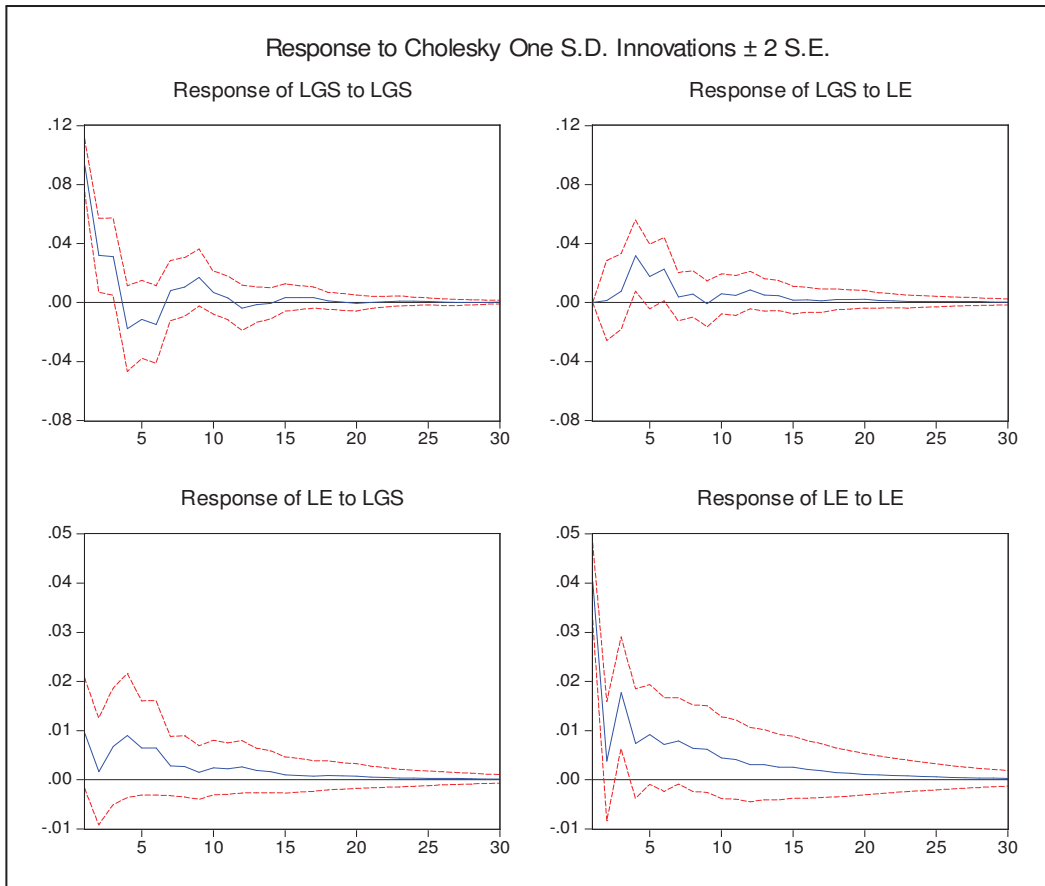 Response to Cholesky One S.D. Innovations ± 2 S.E.
Response of LGS to LGS
.12
.08
.04
.00
-.04
-.08
5 10 15 20 25 30
Response of LGS to LE
.12
.08
.04
.00
-.04
-.08
5 10 15 20 25 30
Response of LE to LGS
.05
.04
.03
.02
.01
.00
-.01
5 10 15 20 25 30
Response of LE to LE
.05
.04
.03
.02
.01
.00
-.01
5 10 15 20 25 30